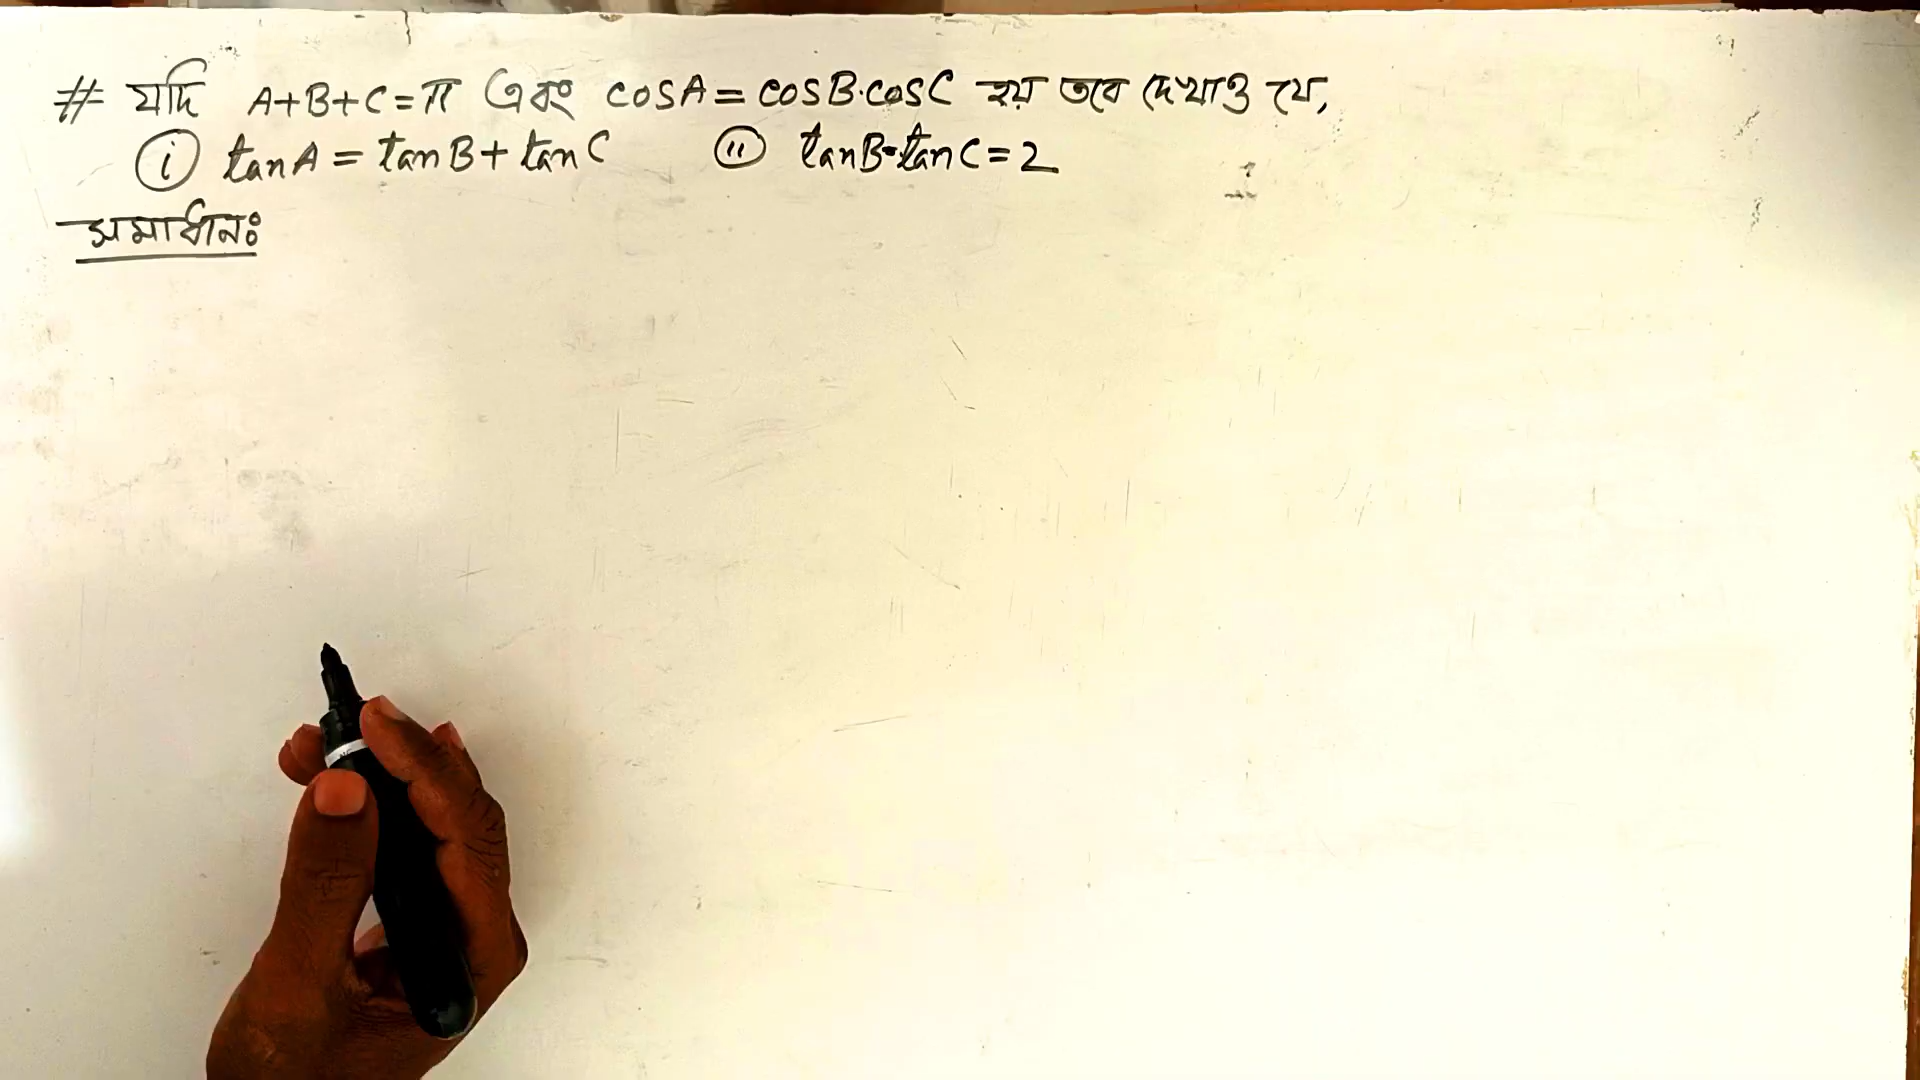 # যদি A+B+C=π এবং cosA=cosB·cosC হয় তবে দেখাও যে,
(i) tanA=tanB+tanC (ii) tanB·tanC=2
সমাধানঃ